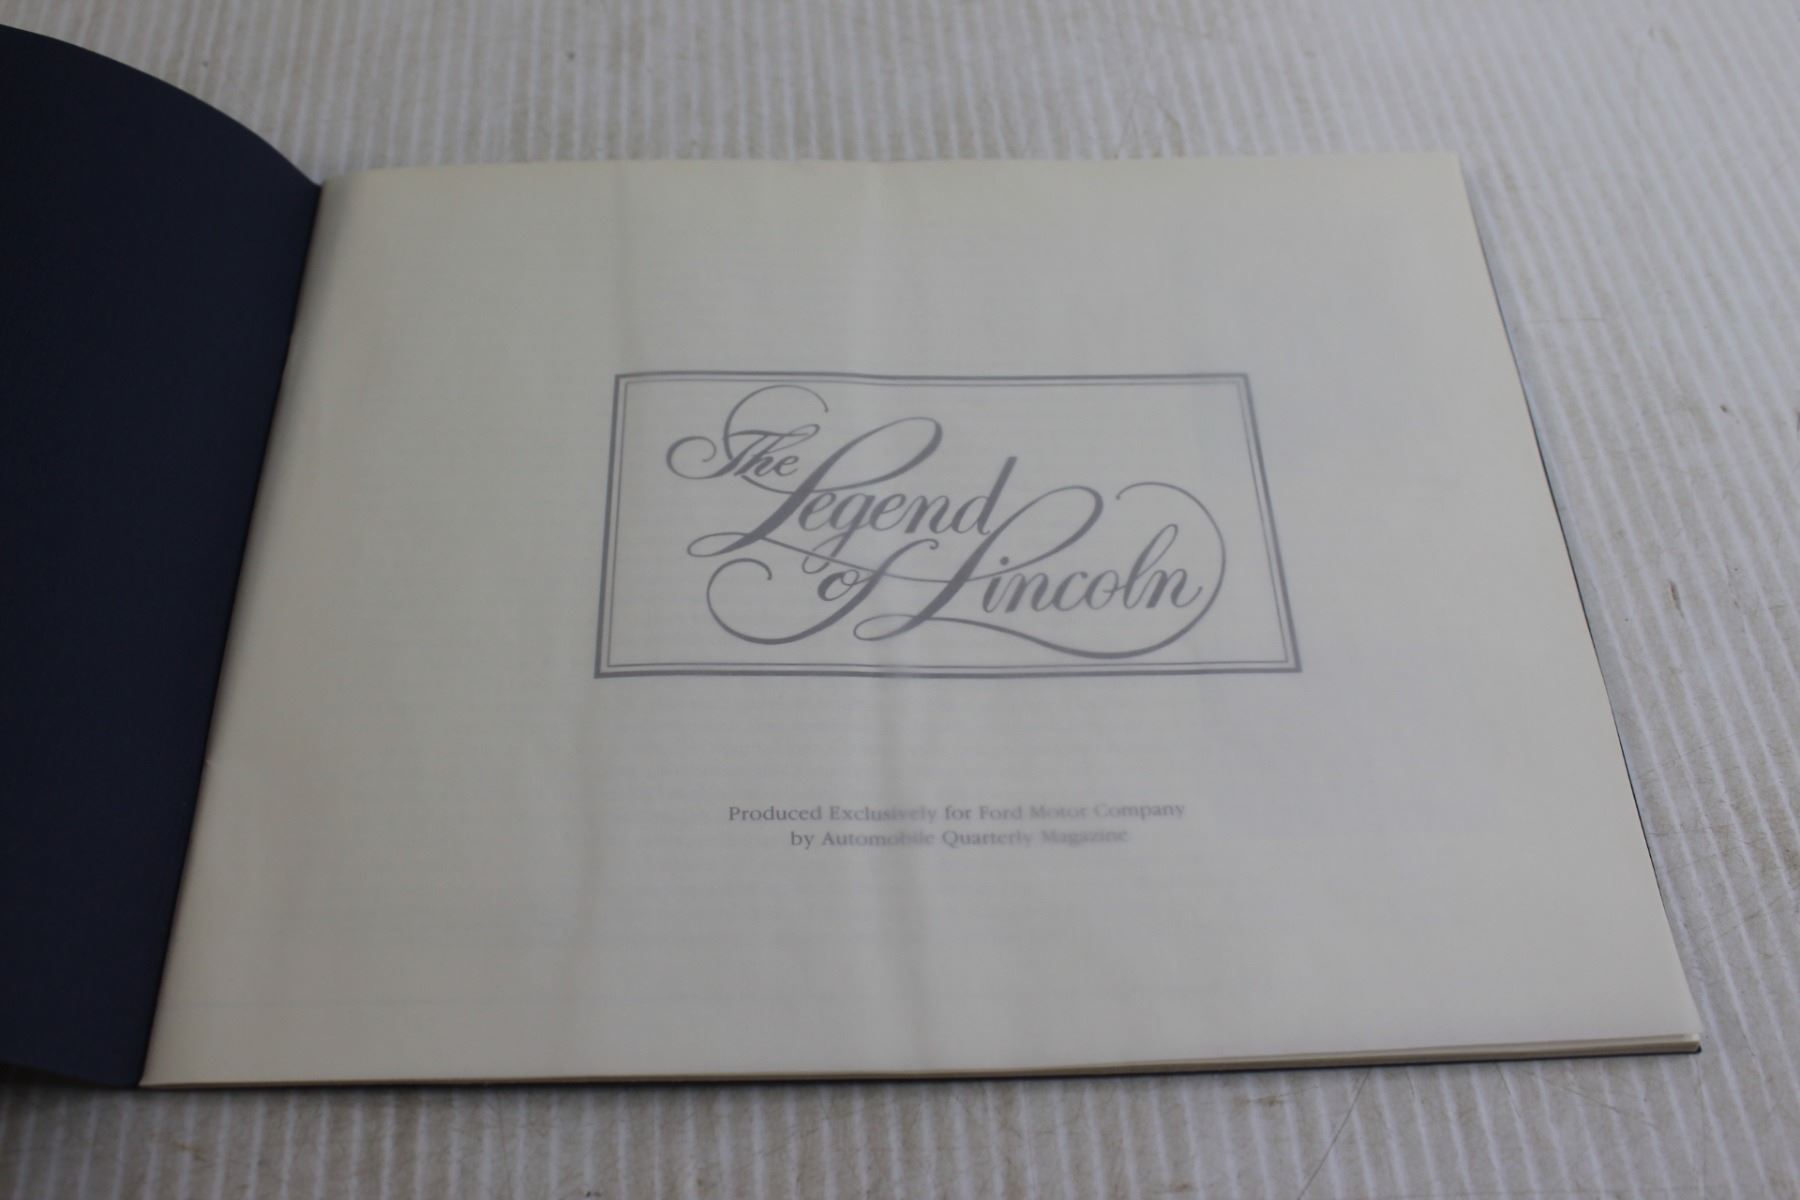 The
Legend
of Lincoln
Produced Exclusively for Ford Motor Company
by Automobile Quarterly Magazine